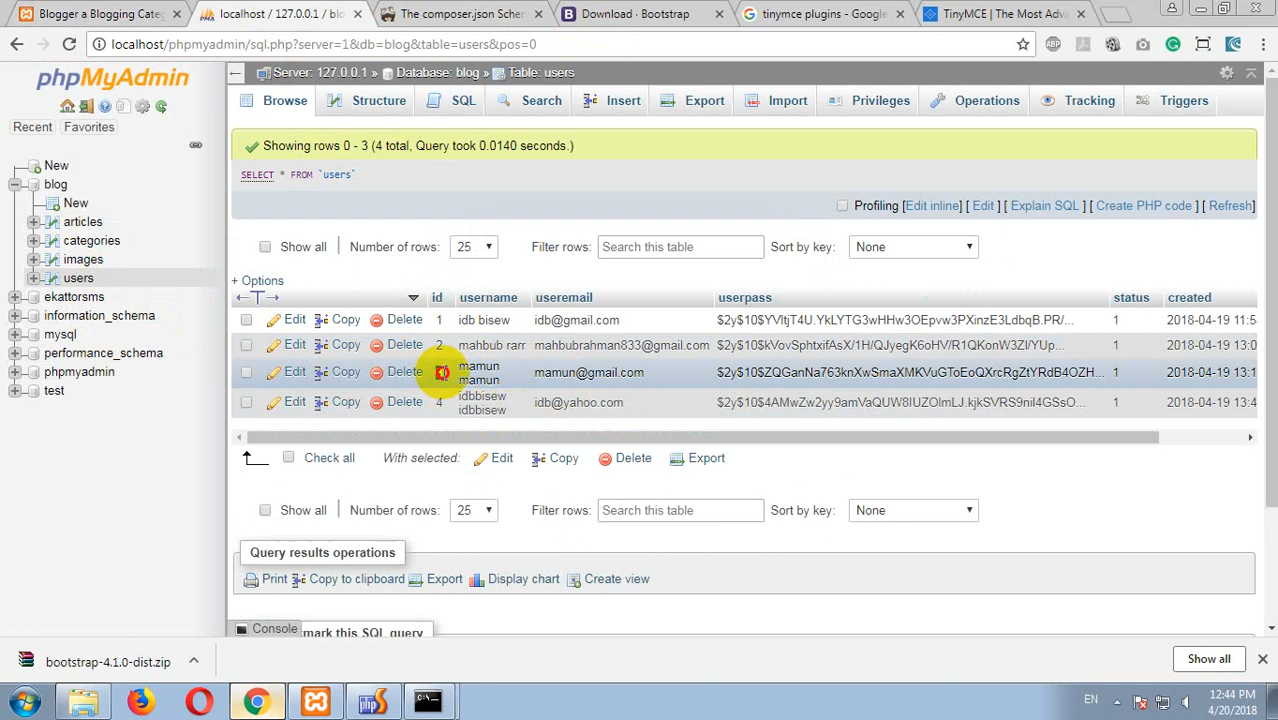 Blogger a Blogging Cate
localhost / 127.0.0.1 / blo
The composer.json Sche
Download · Bootstrap
tinymce plugins - Google
TinyMCE | The Most Adva
localhost/phpmyadmin/sql.php?server=1&db=blog&table=users&pos=0
ABP
phpMyAdmin
Recent
Favorites
New
blog
New
articles
categories
images
users
ekattorsms
information_schema
mysql
performance_schema
phpmyadmin
test
Server: 127.0.0.1 » Database: blog » Table: users
Browse
Structure
SQL
Search
Insert
Export
Import
Privileges
Operations
Tracking
Triggers
Showing rows 0 - 3 (4 total, Query took 0.0140 seconds.)
SELECT * FROM `users`
Profiling [Edit inline] [ Edit ] [ Explain SQL ] [ Create PHP code ] [ Refresh]
Show all
Number of rows: 25
Filter rows: Search this table
Sort by key: None
+ Options
id username useremail userpass status created
Edit Copy Delete 1 idb bisew idb@gmail.com $2y$10$YVltjT4U.YkLYTG3wHHw3OBipevw3PXinzE3LdbqB.PR/... 1 2018-04-19 11:5
Edit Copy Delete 2 mahbub rarr mahbubrahman833@gmail.com $2y$10$kVovSphtxifAsX/1H/QJyegK6oHV/R1QKonW3ZI/YUp... 1 2018-04-19 13:0
Edit Copy Delete mamun mamun mamun@gmail.com $2y$10$ZQGanNa763knXwSmaXMKVuGToEoQXrcRgZtYRdB4OZH... 1 2018-04-19 13:1
Edit Copy Delete 4 idbbisew idbbisew idb@yahoo.com $2y$10$4AMwZw2yy9amVaQUW8IUZOlmLJ.kjkSVRS9nil4GSsO... 1 2018-04-19 13:4
Check all
With selected:
Edit
Copy
Delete
Export
Show all
Number of rows: 25
Filter rows: Search this table
Sort by key: None
Query results operations
Print
Copy to clipboard
Export
Display chart
Create view
Console
mark this SQL query
bootstrap-4.1.0-dist.zip
Show all
EN
12:44 PM
4/20/2018